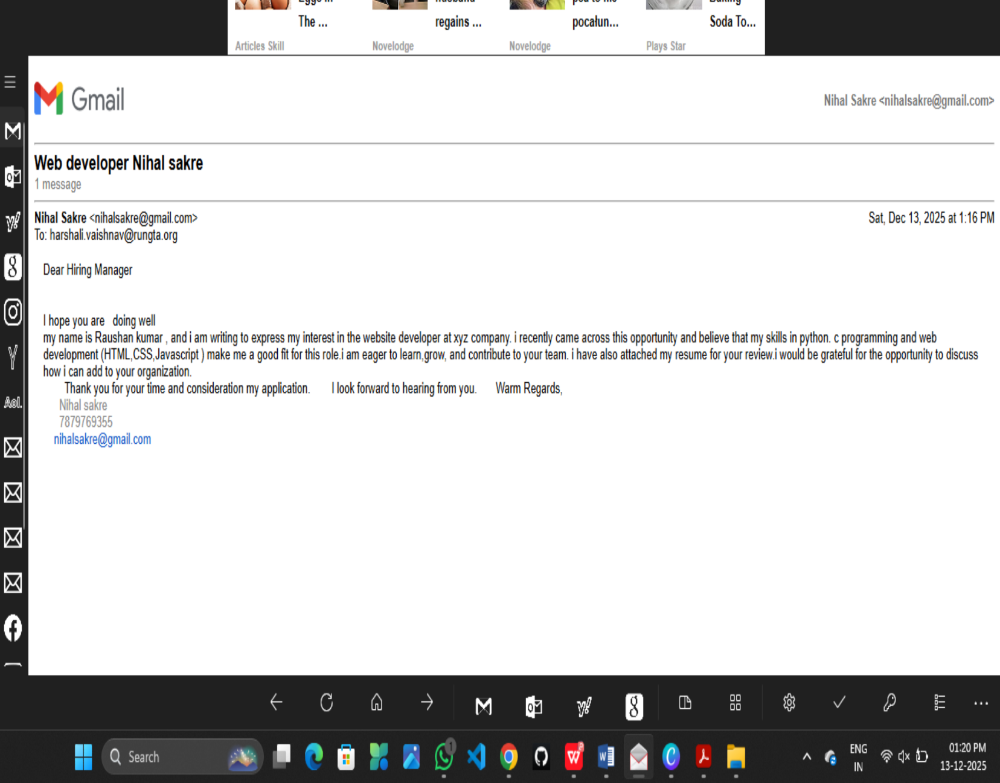 The ...
regains ...
pocałun...
Soda To...
Articles Skill
Novelodge
Novelodge
Plays Star
Gmail
Nihal Sakre <nihalsakre@gmail.com>
Web developer Nihal sakre
1 message
Nihal Sakre <nihalsakre@gmail.com>
Sat, Dec 13, 2025 at 1:16 PM
To: harshali.vaishnav@rungta.org
Dear Hiring Manager
I hope you are doing well
my name is Raushan kumar , and i am writing to express my interest in the website developer at xyz company. i recently came across this opportunity and believe that my skills in python. c programming and web
development (HTML,CSS,Javascript ) make me a good fit for this role.i am eager to learn,grow, and contribute to your team. i have also attached my resume for your review.i would be grateful for the opportunity to discuss
how i can add to your organization.
Thank you for your time and consideration my application. I look forward to hearing from you. Warm Regards,
Nihal sakre
7879769355
nihalsakre@gmail.com
Aol.
Search
1
ENG
IN
01:20 PM
13-12-2025